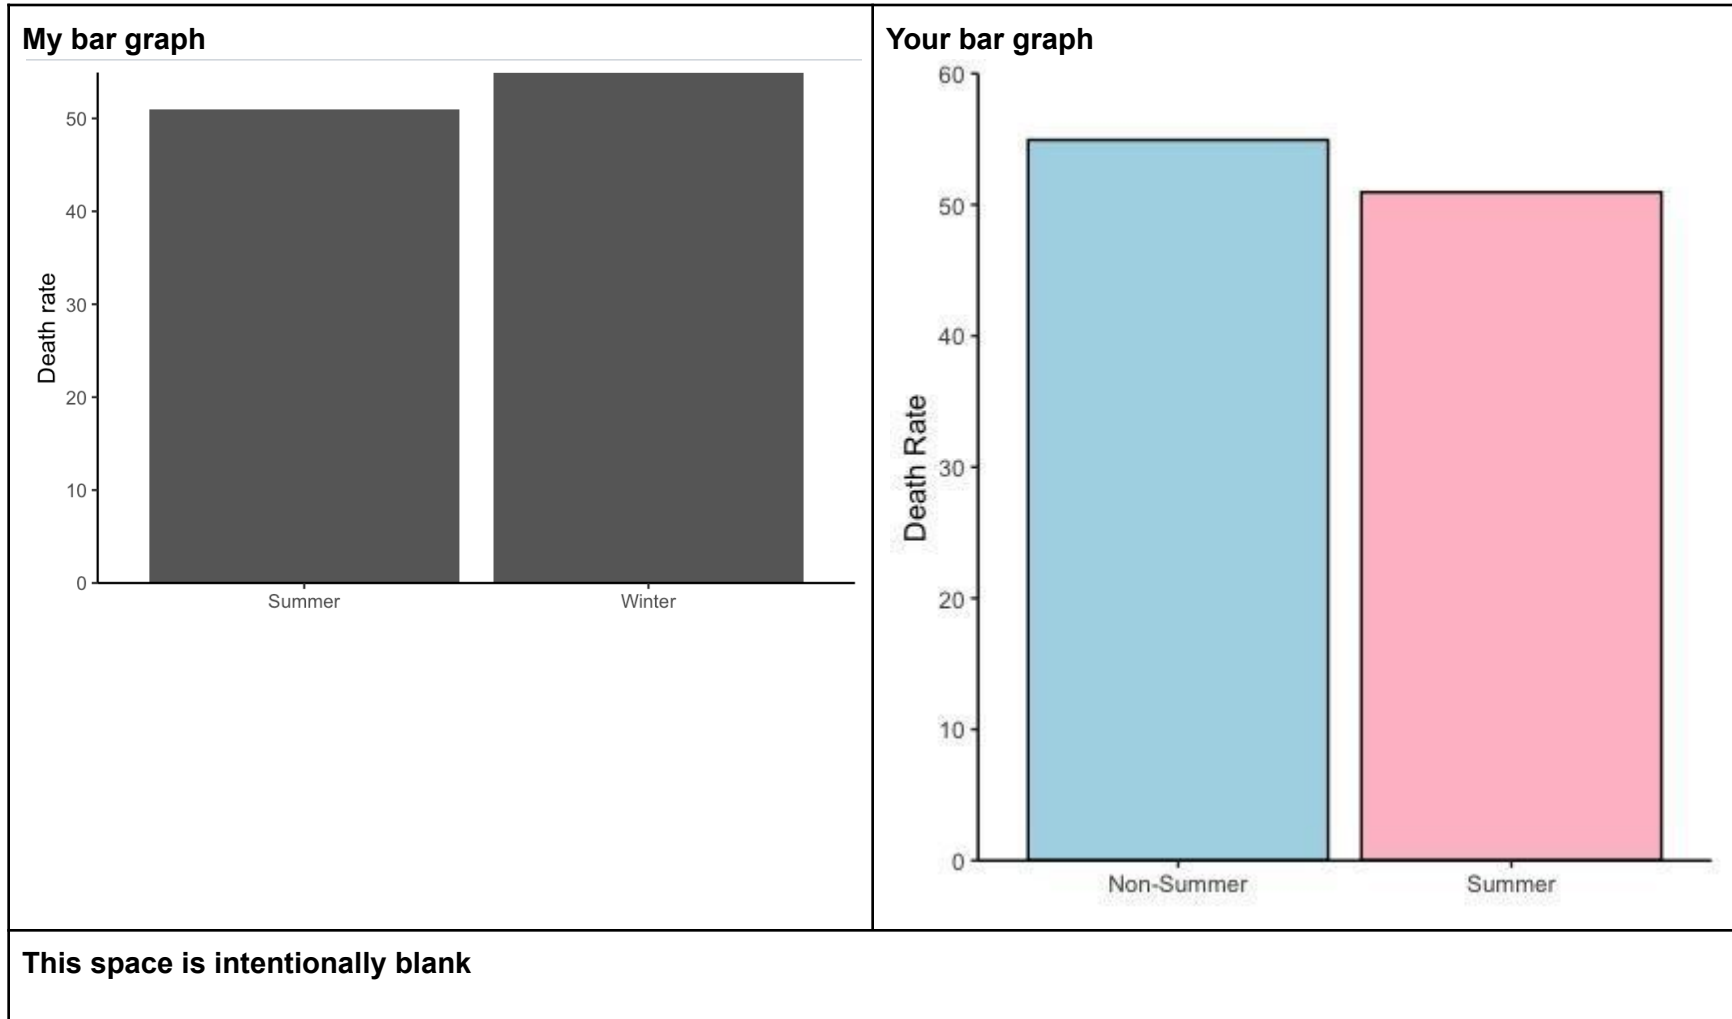 My bar graph
50
40
30
20
10
0
Death rate
Summer Winter
Your bar graph
60
50
40
30
20
10
0
Death Rate
Non-Summer Summer
This space is intentionally blank